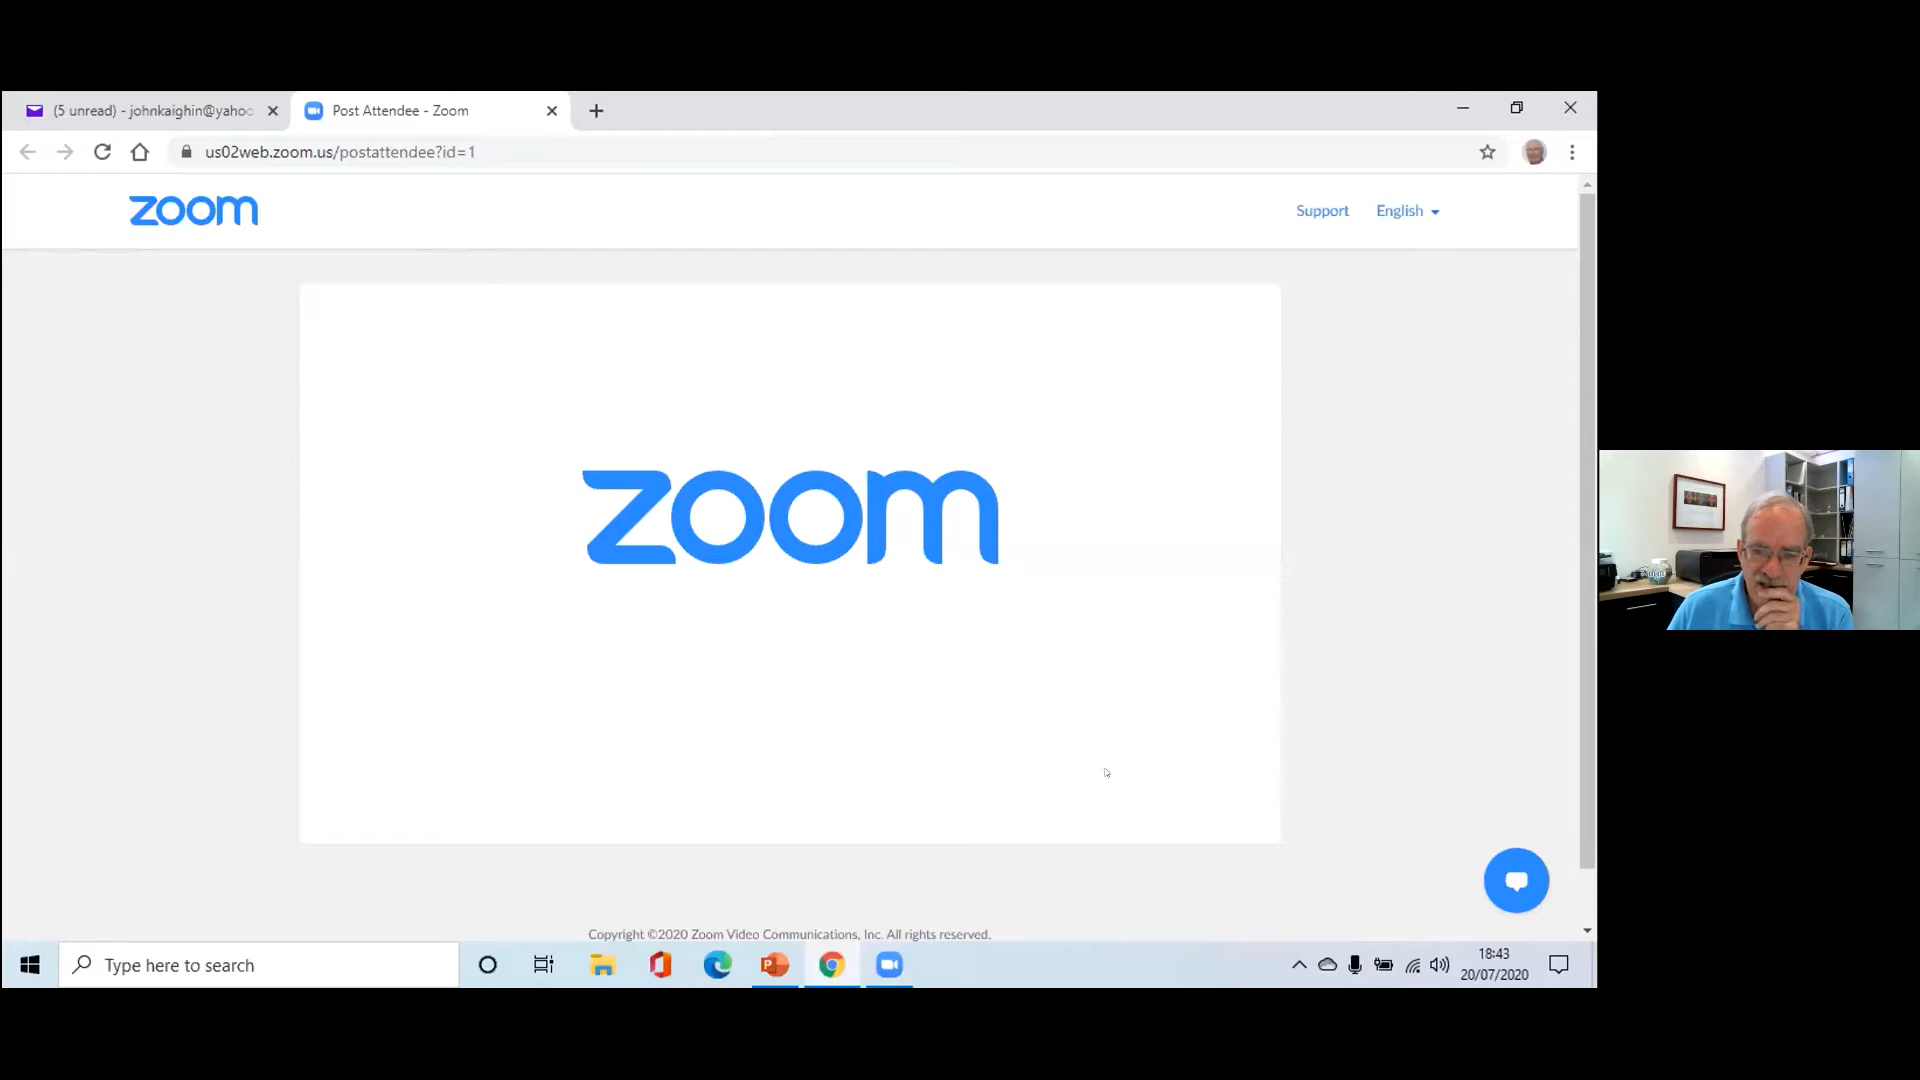 (5 unread) - johnkaighin@yahoo
Post Attendee - Zoom
us02web.zoom.us/postattendee?id=1
zoom
Support
English
zoom
Copyright ©2020 Zoom Video Communications, Inc. All rights reserved.
Type here to search
18:43
20/07/2020